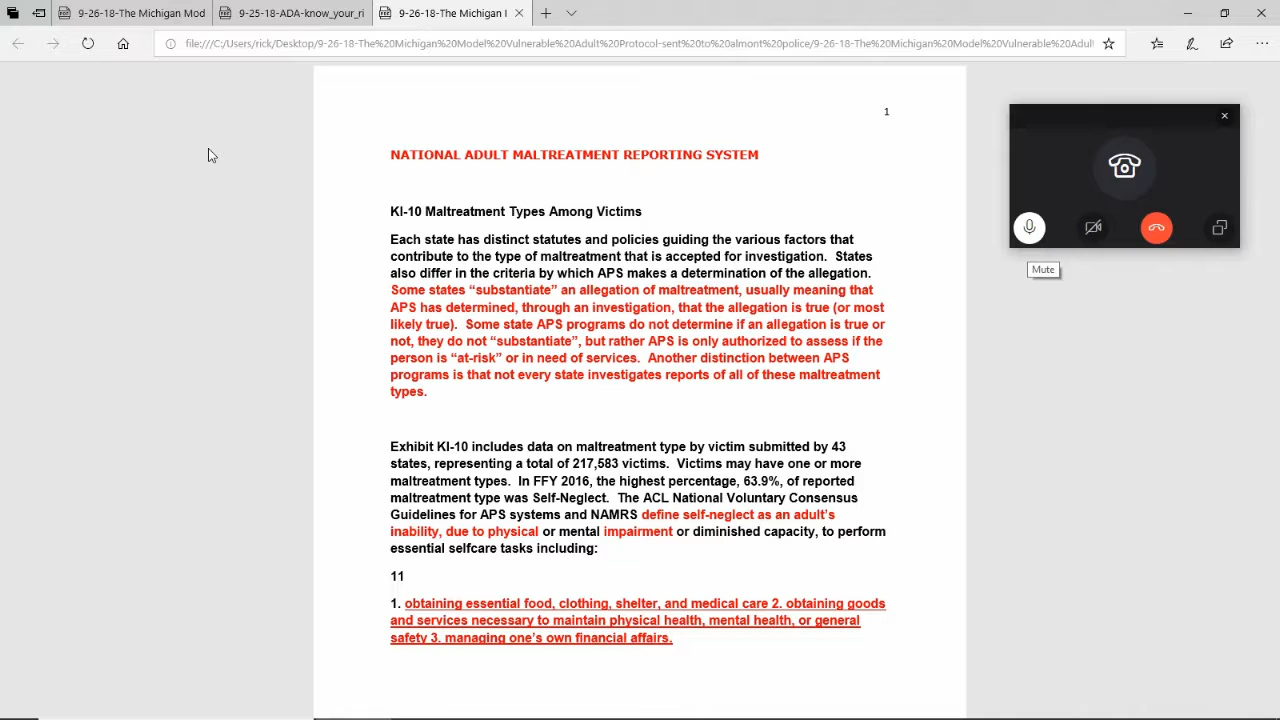 9-26-18-The Michigan Mod
9-25-18-ADA-know_your_ri
9-26-18-The Michigan I
file:///C:/Users/rick/Desktop/9-26-18-The%20Michigan%20Model%20Vulnerable%20Adult%20Protocol-sent%20to%20almont%20police/9-26-18-The%20Michigan%20Model%20Vulnerable%20Adul
1
NATIONAL ADULT MALTREATMENT REPORTING SYSTEM
KI-10 Maltreatment Types Among Victims
Each state has distinct statutes and policies guiding the various factors that
contribute to the type of maltreatment that is accepted for investigation. States
also differ in the criteria by which APS makes a determination of the allegation.
Some states “substantiate” an allegation of maltreatment, usually meaning that
APS has determined, through an investigation, that the allegation is true (or most
likely true). Some state APS programs do not determine if an allegation is true or
not, they do not “substantiate”, but rather APS is only authorized to assess if the
person is “at-risk” or in need of services. Another distinction between APS
programs is that not every state investigates reports of all of these maltreatment
types.
Exhibit KI-10 includes data on maltreatment type by victim submitted by 43
states, representing a total of 217,583 victims. Victims may have one or more
maltreatment types. In FFY 2016, the highest percentage, 63.9%, of reported
maltreatment type was Self-Neglect. The ACL National Voluntary Consensus
Guidelines for APS systems and NAMRS define self-neglect as an adult’s
inability, due to physical or mental impairment or diminished capacity, to perform
essential selfcare tasks including:
11
1. obtaining essential food, clothing, shelter, and medical care 2. obtaining goods
and services necessary to maintain physical health, mental health, or general
safety 3. managing one’s own financial affairs.
Mute